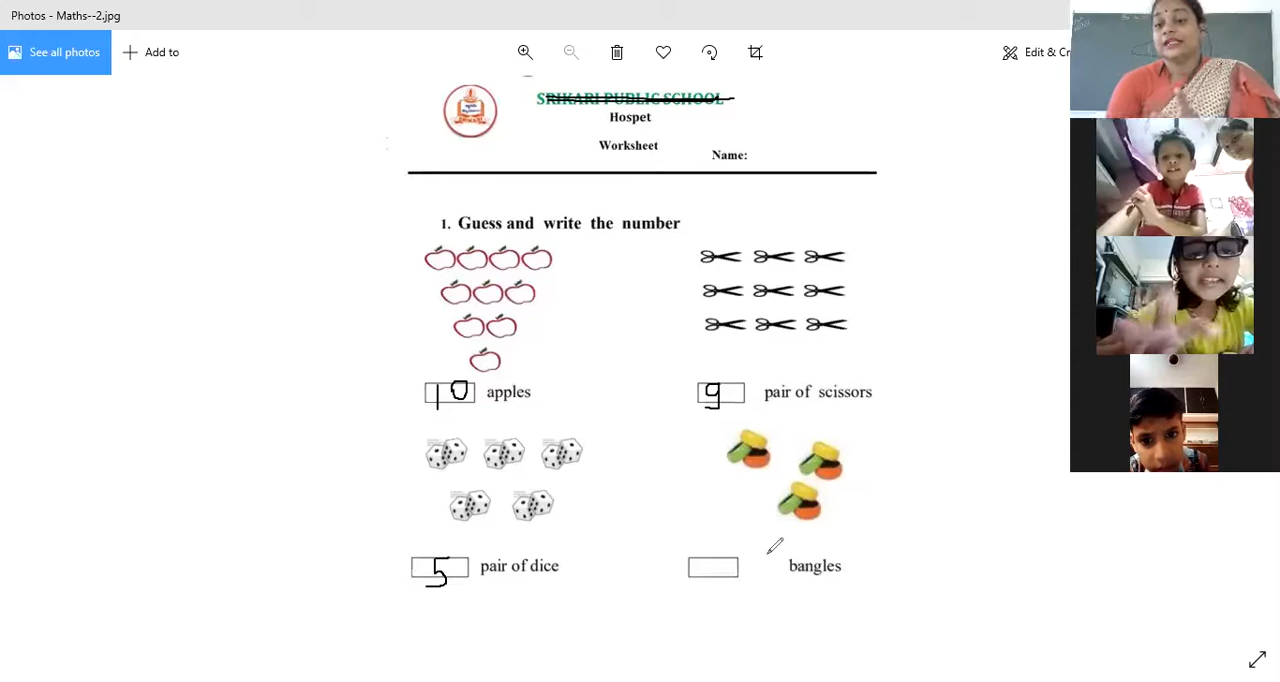 Photos - Maths--2.jpg
See all photos
Add to
Edit & Cr
SRIKARI PUBLIC SCHOOL
Hospet
Worksheet
Name:
1. Guess and write the number
10 apples
9 pair of scissors
5 pair of dice
bangles